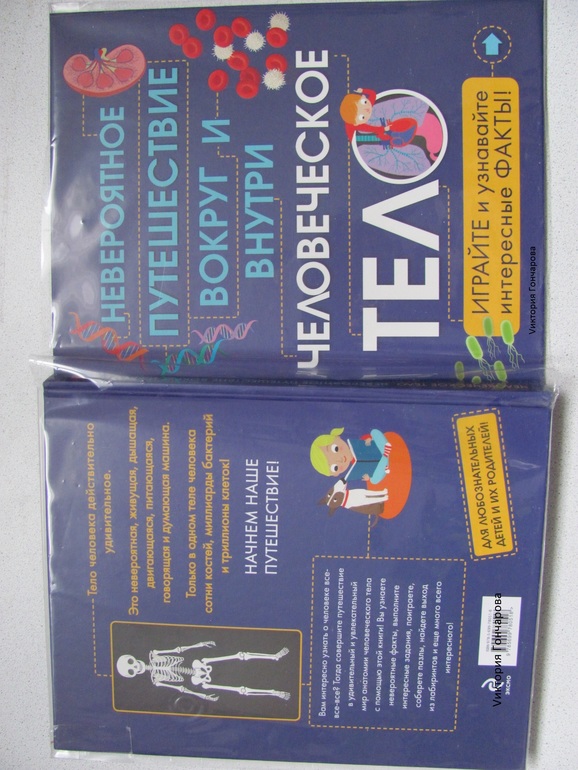 НЕВЕРОЯТНОЕ
ПУТЕШЕСТВИЕ
ВОКРУГ И
ВНУТРИ
ЧЕЛОВЕЧЕСКОЕ
ТЕЛО
ИГРАЙТЕ и узнавайте
интересные ФАКТЫ!
Виктория Гончарова
Тело человека действительно
удивительное.
Это невероятная, живущая, дышащая,
двигающаяся, питающаяся,
говорящая и думающая машина.
Только в одном теле человека
сотни костей, миллиарды бактерий
и триллионы клеток!
НАЧНЕМ НАШЕ
ПУТЕШЕСТВИЕ!
Вам интересно узнать о человеке все-
все-все? Тогда совершите путешествие
в удивительный и увлекательный
мир анатомии человеческого тела
с помощью этой книги! Вы узнаете
невероятные факты, выполните
интересные задания, поиграете,
соберете пазлы, найдете выход
из лабиринтов и еще много всего
интересного!
ДЛЯ ЛЮБОЗНАТЕЛЬНЫХ
ДЕТЕЙ И ИХ РОДИТЕЛЕЙ!
ЭКСМО
Виктория Гончарова